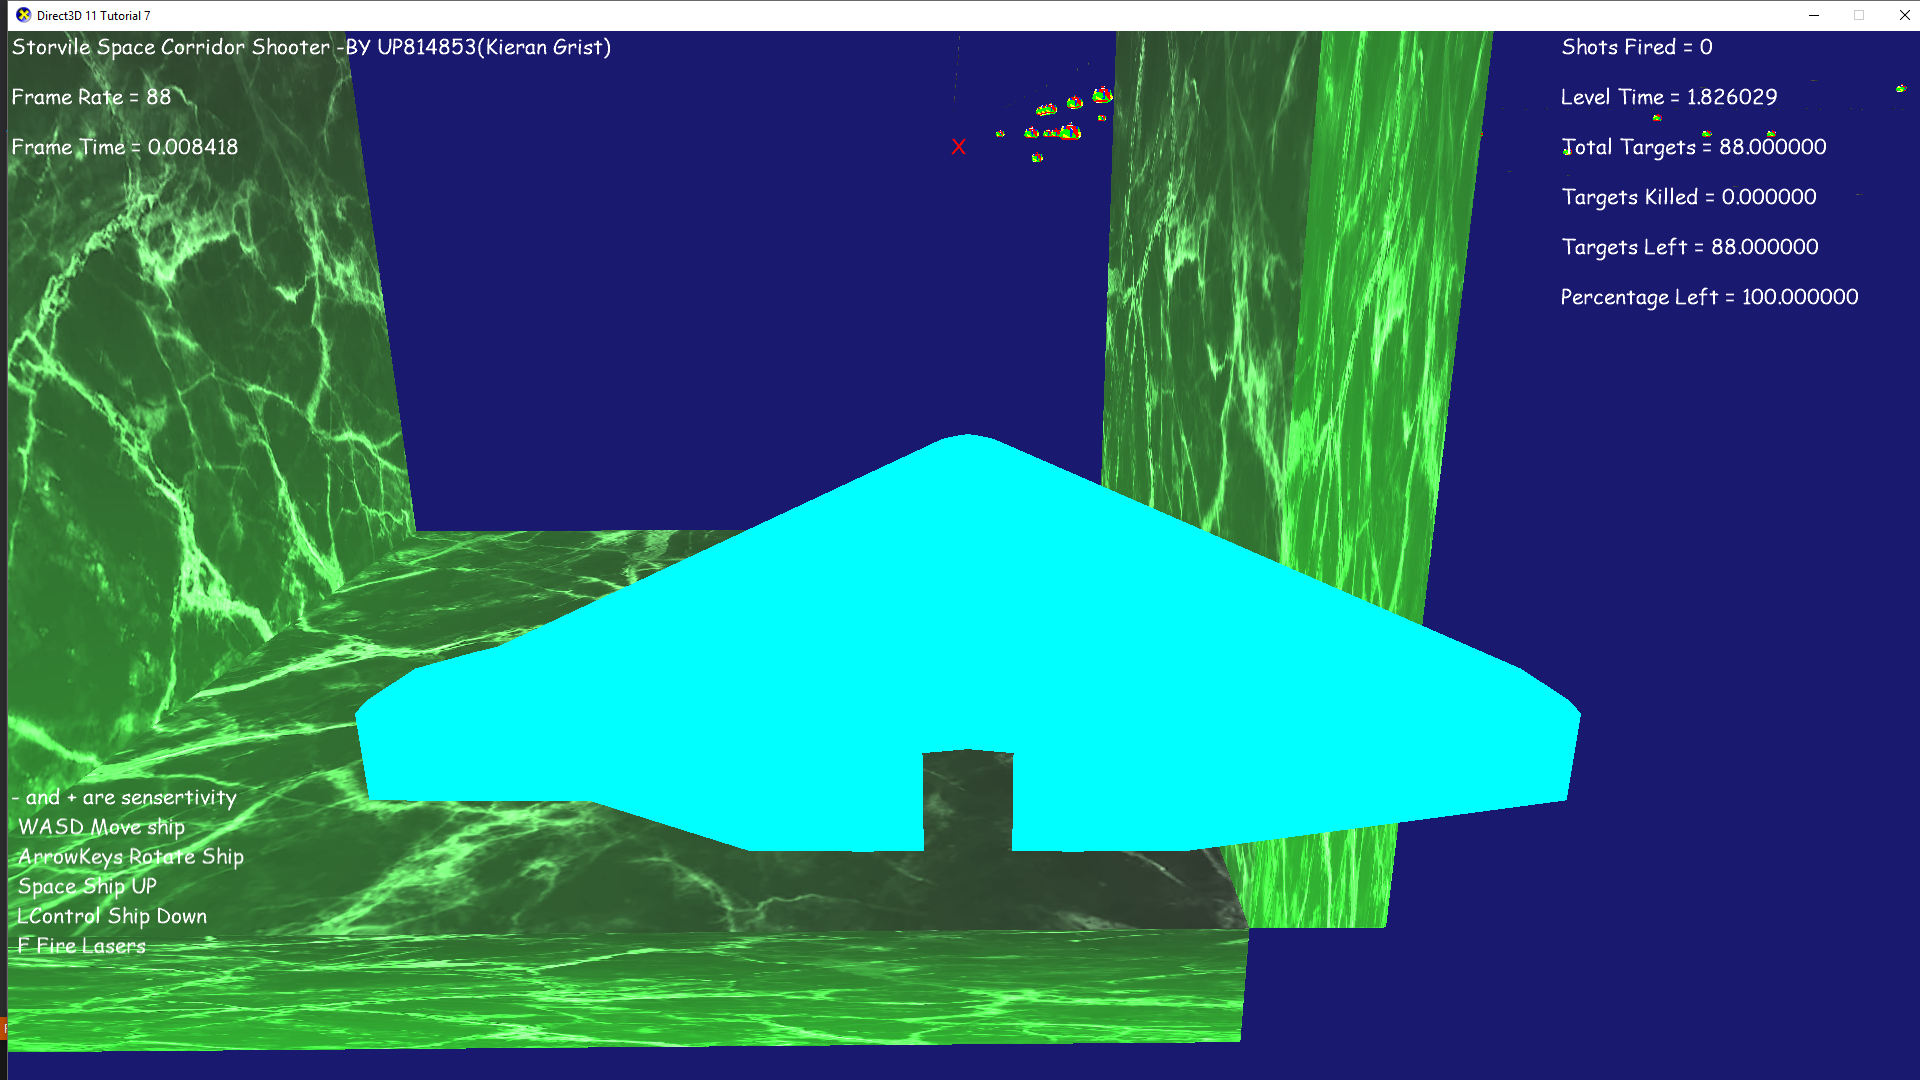 Direct3D 11 Tutorial 7
Storvile Space Corridor Shooter -BY UP814853(Kieran Grist)
Frame Rate = 88
Frame Time = 0.008418
X
Shots Fired = 0
Level Time = 1.826029
Total Targets = 88.000000
Targets Killed = 0.000000
Targets Left = 88.000000
Percentage Left = 100.000000
- and + are sensertivity
WASD Move ship
ArrowKeys Rotate Ship
Space Ship UP
LControl Ship Down
F Fire Lasers